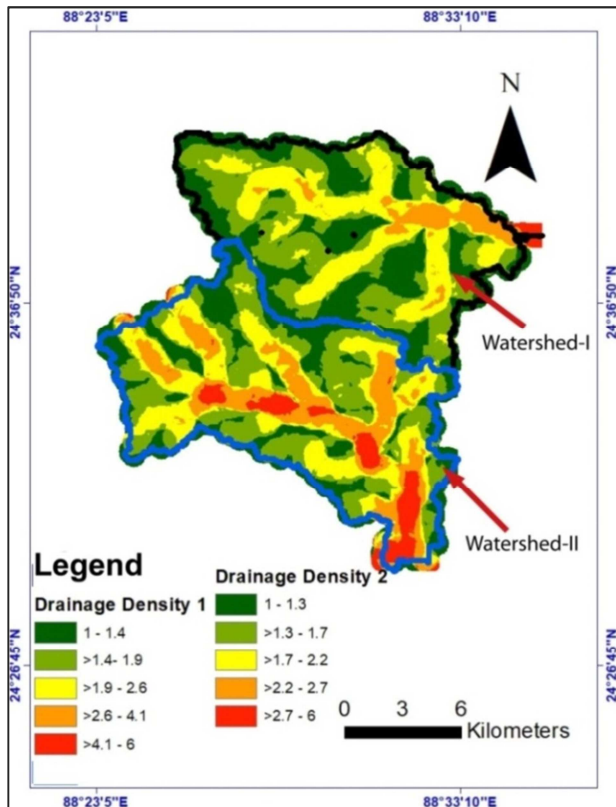 88°23'5"E 88°33'10"E
N
24°36'50"N 24°36'50"N
Watershed-I
Watershed-II
Legend
Drainage Density 1
1 - 1.4
>1.4- 1.9
>1.9 - 2.6
>2.6 - 4.1
>4.1 - 6
Drainage Density 2
1 - 1.3
>1.3 - 1.7
>1.7 - 2.2
>2.2 - 2.7
>2.7 - 6
24°26'45"N 24°26'45"N
0 3 6
Kilometers
88°23'5"E 88°33'10"E